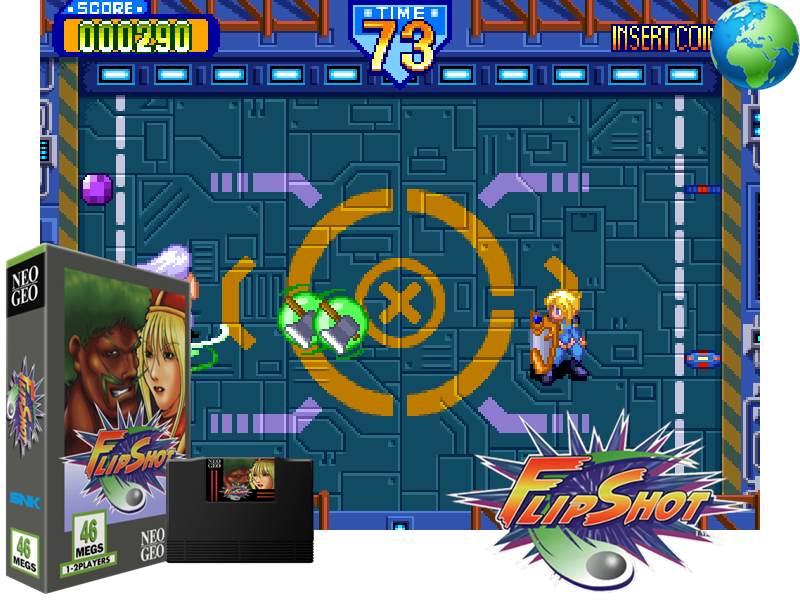 SCORE
000290
TIME
73
INSERT COIN
NEO
GEO
FLIPSHOT
SNK
46
MEGS
FLIPSHOT
46
MEGS
1-2PLAYERS
NEO
GEO
NEO
GEO
FLIPSHOT
FLIPSHOT